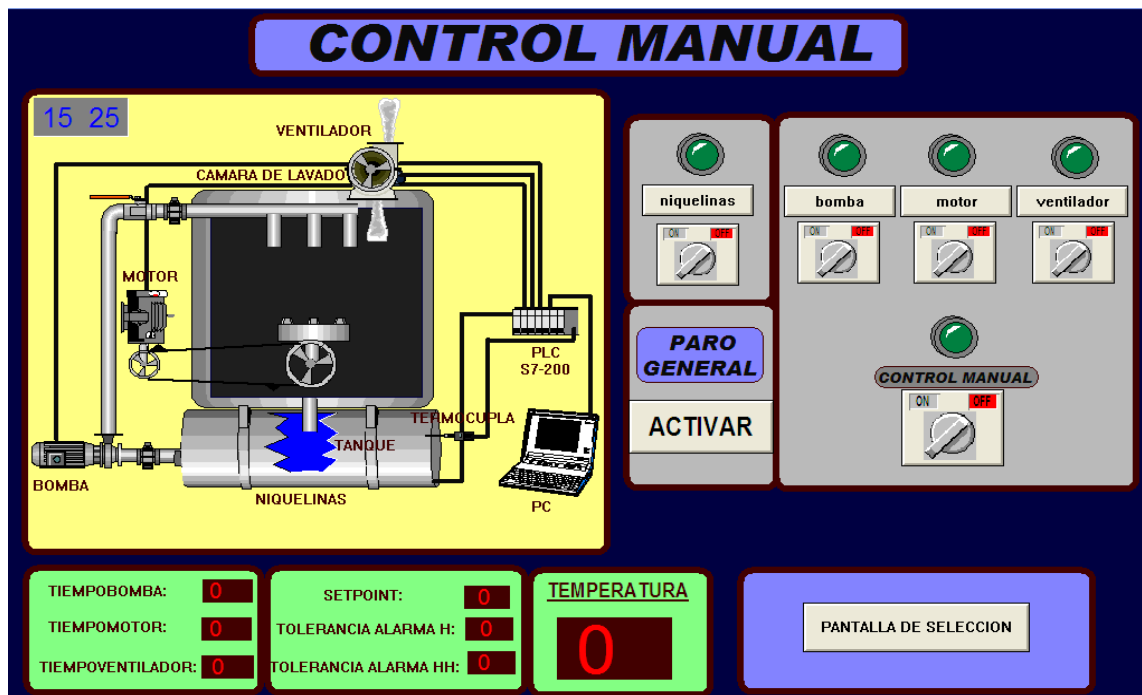 CONTROL MANUAL
15 25
VENTILADOR
CAMARA DE LAVADO
MOTOR
PLC
S7-200
TERMOCUPLA
TANQUE
BOMBA
NIQUELINAS
PC
niquelinas
ON OFF
bomba
motor
ventilador
ON OFF
ON OFF
ON OFF
PARO
GENERAL
ACTIVAR
CONTROL MANUAL
ON OFF
TIEMPOBOMBA: 0
TIEMPOMOTOR: 0
TIEMPOVENTILADOR: 0
SETPOINT: 0
TOLERANCIA ALARMA H: 0
TOLERANCIA ALARMA HH: 0
TEMPERATURA
0
PANTALLA DE SELECCION